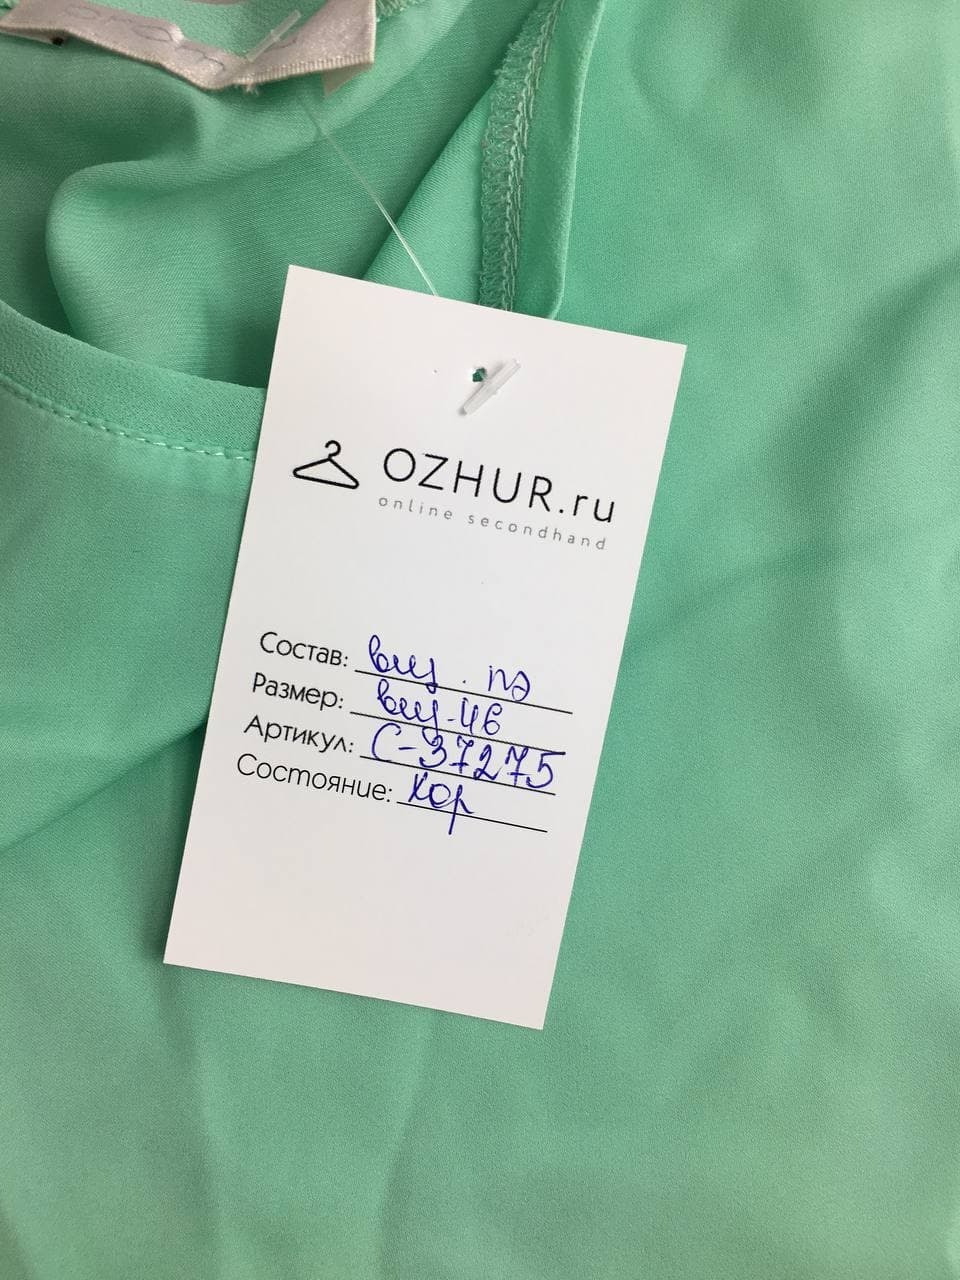 OZHUR.ru
online secondhand
Состав: виз. пэ
Размер: виз-46
Артикул: С-37275
Состояние: хор